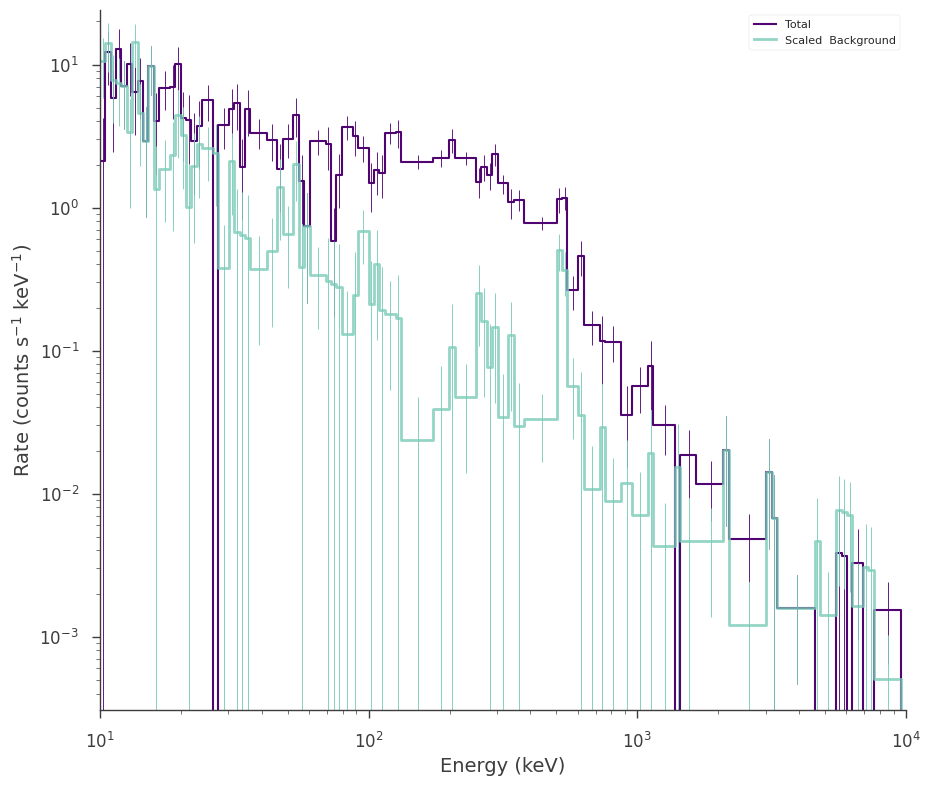 Total
Scaled  Background
Rate (counts s⁻¹ keV⁻¹)
10¹
10⁰
10⁻¹
10⁻²
10⁻³
10¹ 10² 10³ 10⁴
Energy (keV)